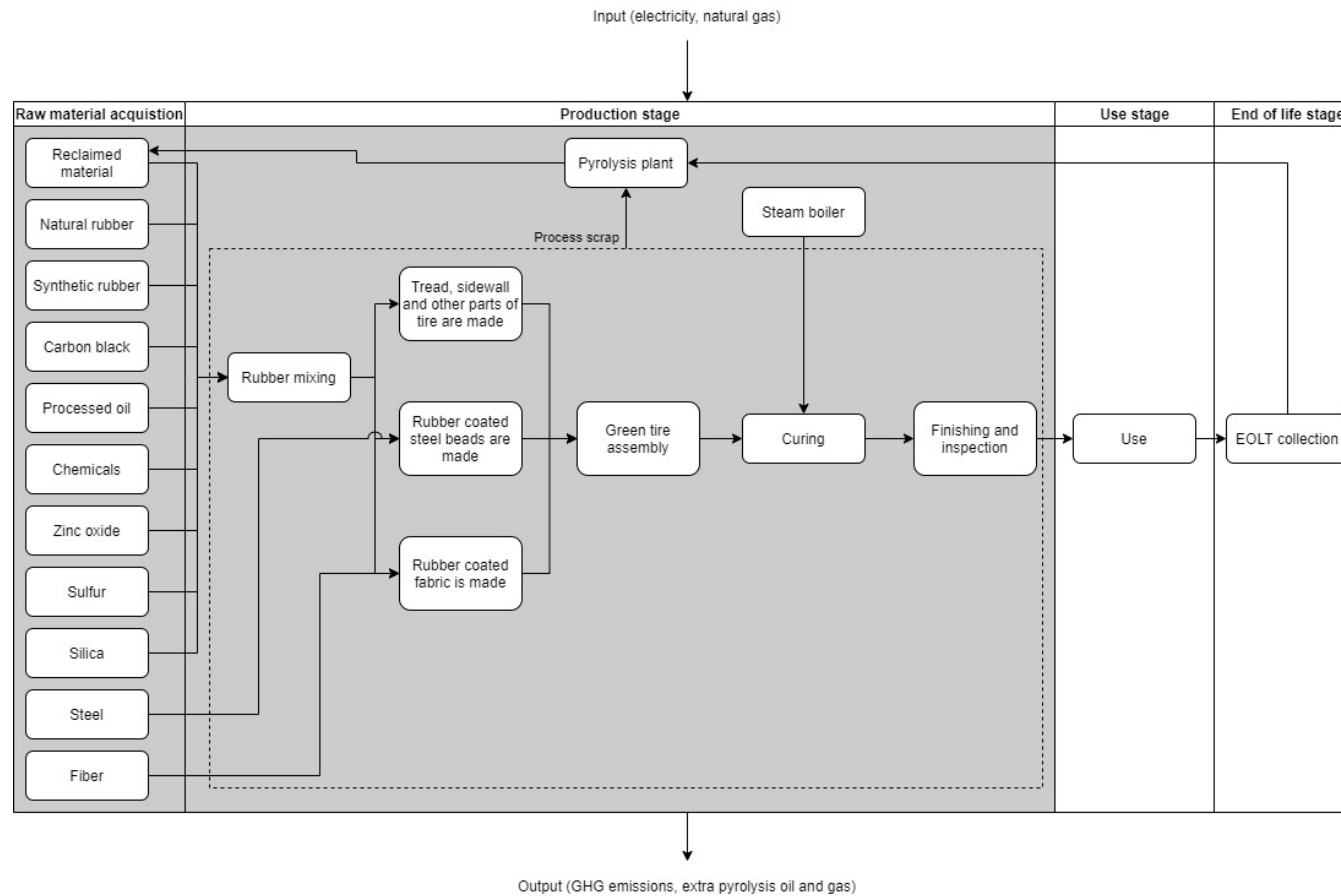 Input (electricity, natural gas)
Raw material acquistion
Production stage
Use stage
End of life stage
Reclaimed
material
Natural rubber
Synthetic rubber
Carbon black
Processed oil
Chemicals
Zinc oxide
Sulfur
Silica
Steel
Fiber
Pyrolysis plant
Steam boiler
Process scrap
Rubber mixing
Tread, sidewall
and other parts of
tire are made
Rubber coated
steel beads are
made
Rubber coated
fabric is made
Green tire
assembly
Curing
Finishing and
inspection
Use
EOLT collection
Output (GHG emissions, extra pyrolysis oil and gas)